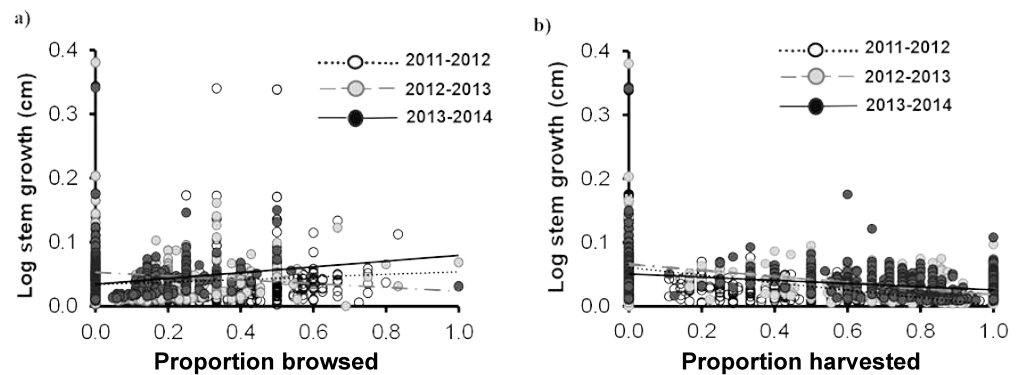 a)
Log stem growth (cm)
0.4
0.3
0.2
0.1
0.0
2011-2012
2012-2013
2013-2014
0.0 0.2 0.4 0.6 0.8 1.0
Proportion browsed
b)
Log stem growth (cm)
0.4
0.3
0.2
0.1
0.0
2011-2012
2012-2013
2013-2014
0.0 0.2 0.4 0.6 0.8 1.0
Proportion harvested